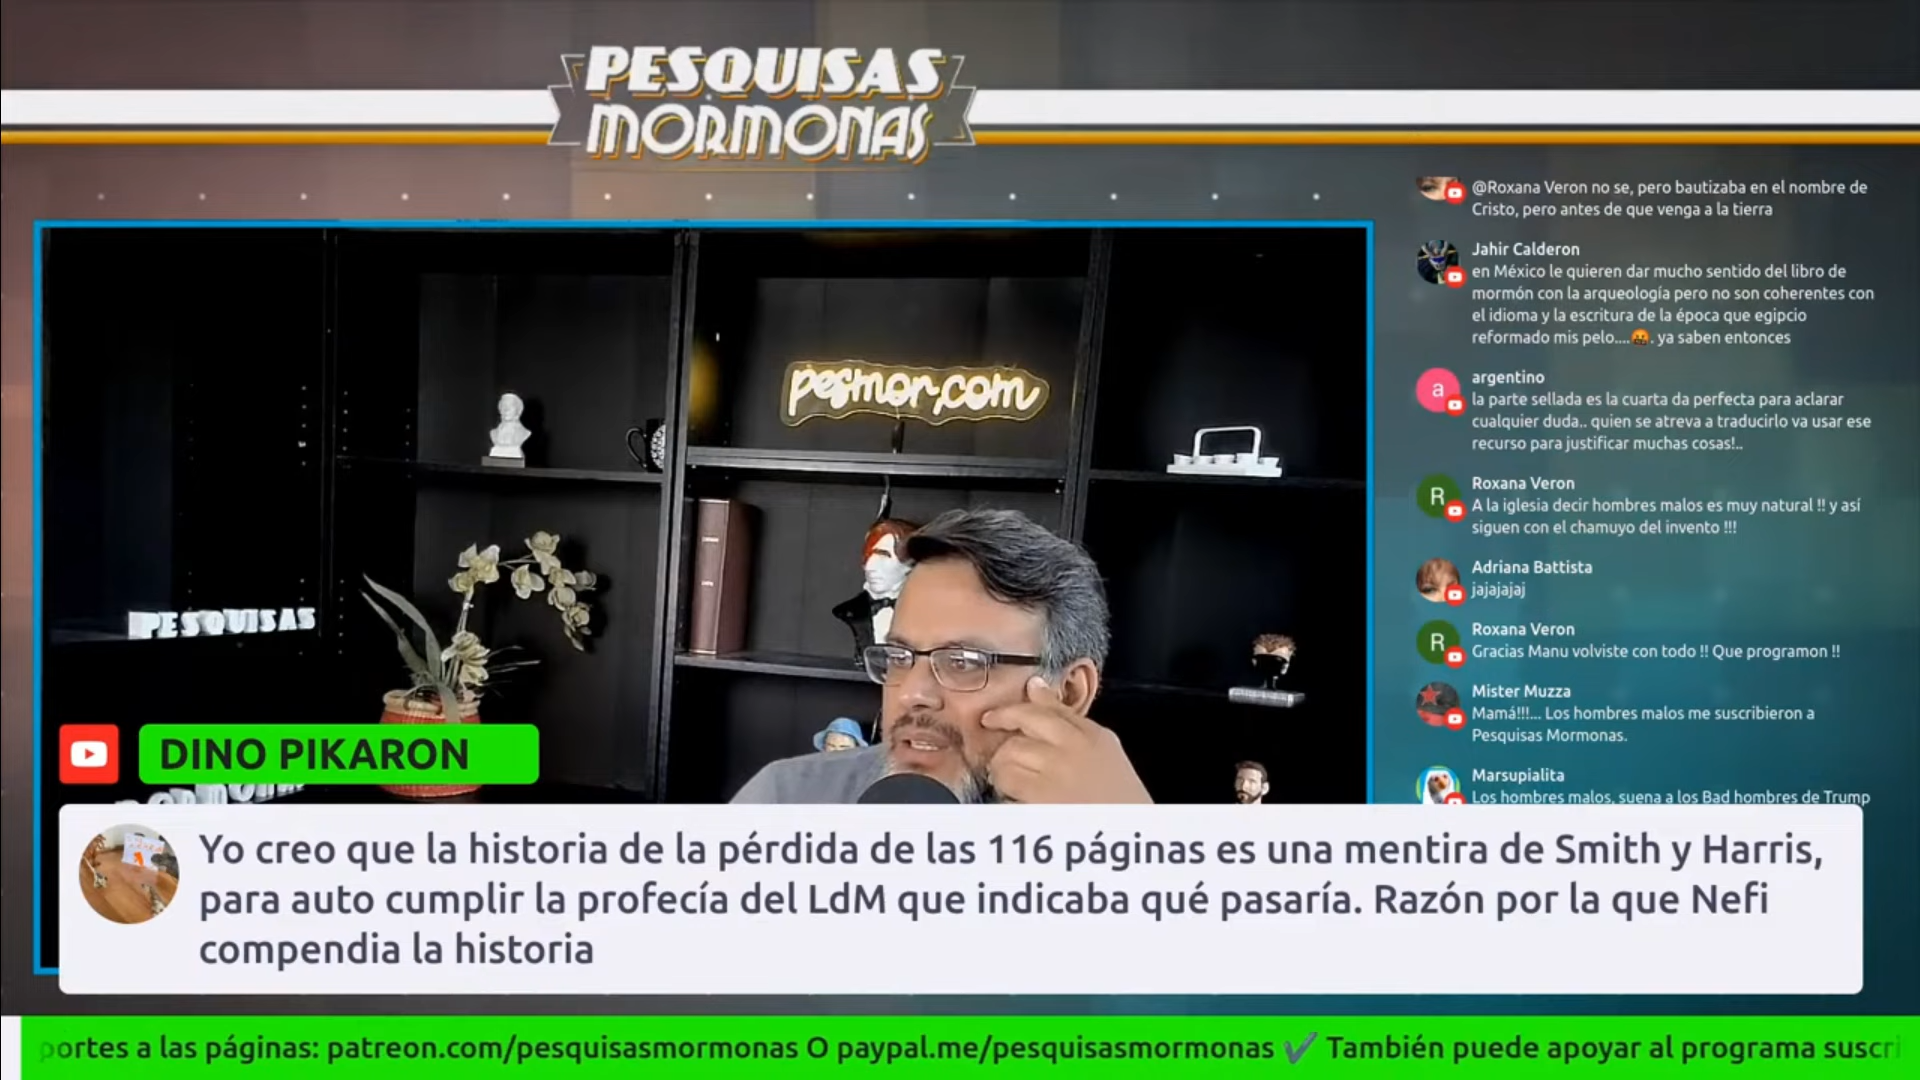 PESQUISAS
MORMONAS
@Roxana Veron no se, pero bautizaba en el nombre de
Cristo, pero antes de que venga a la tierra
Jahir Calderon
en México le quieren dar mucho sentido del libro de
mormón con la arqueología pero no son coherentes con
el idioma y la escritura de la época que egipcio
reformado mis pelo....🤬. ya saben entonces
a
argentino
la parte sellada es la cuarta da perfecta para aclarar
cualquier duda.. quien se atreva a traducirlo va usar ese
recurso para justificar muchas cosas!..
R
Roxana Veron
A la iglesia decir hombres malos es muy natural !! y así
siguen con el chamuyo del invento !!!
Adriana Battista
jajajajaj
R
Roxana Veron
Gracias Manu volviste con todo !! Que programon !!
Mister Muzza
Mamá!!!... Los hombres malos me suscribieron a
Pesquisas Mormonas.
Marsupialita
Los hombres malos, suena a los Bad hombres de Trump
pesmor.com
PESQUISAS
DINO PIKARON
Yo creo que la historia de la pérdida de las 116 páginas es una mentira de Smith y Harris,
para auto cumplir la profecía del LdM que indicaba qué pasaría. Razón por la que Nefi
compendia la historia
portes a las páginas: patreon.com/pesquisasmormonas O paypal.me/pesquisasmormonas ✔ También puede apoyar al programa suscri